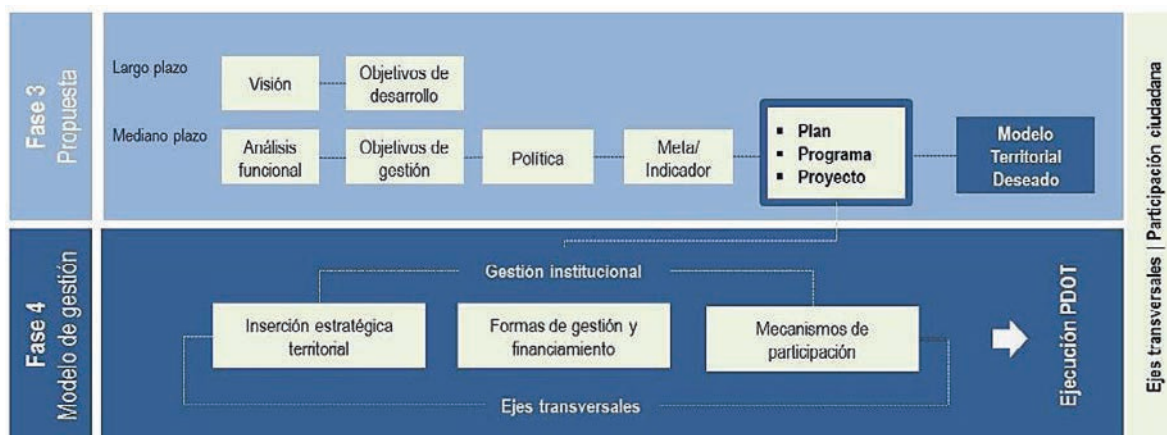 Fase 3
Propuesta
Largo plazo
Visión
Objetivos de
desarrollo
Mediano plazo
Análisis
funcional
Objetivos de
gestión
Política
Meta/
Indicador
▪ Plan
▪ Programa
▪ Proyecto
Modelo
Territorial
Deseado
Fase 4
Modelo de gestión
Gestión institucional
Inserción estratégica
territorial
Formas de gestión y
financiamiento
Mecanismos de
participación
Ejes transversales
Ejecución PDOT
Ejes transversales | Participación ciudadana